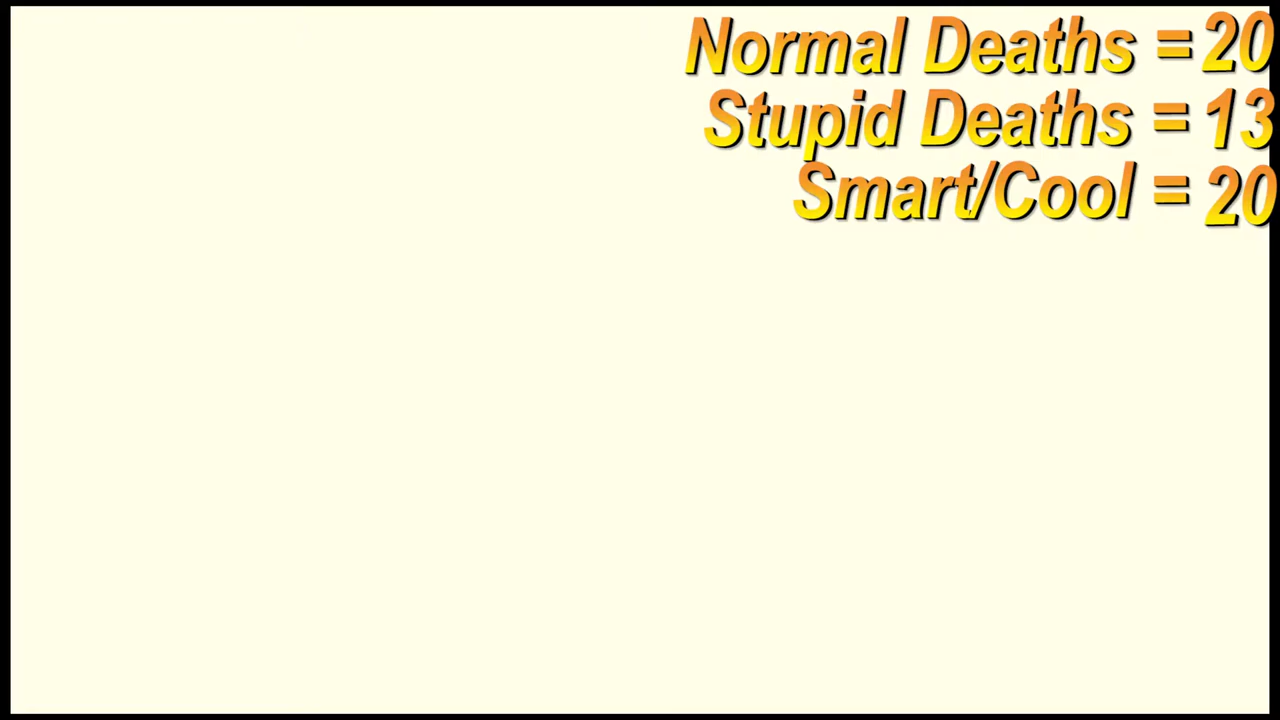 Normal Deaths = 20
Stupid Deaths = 13
Smart/Cool = 20